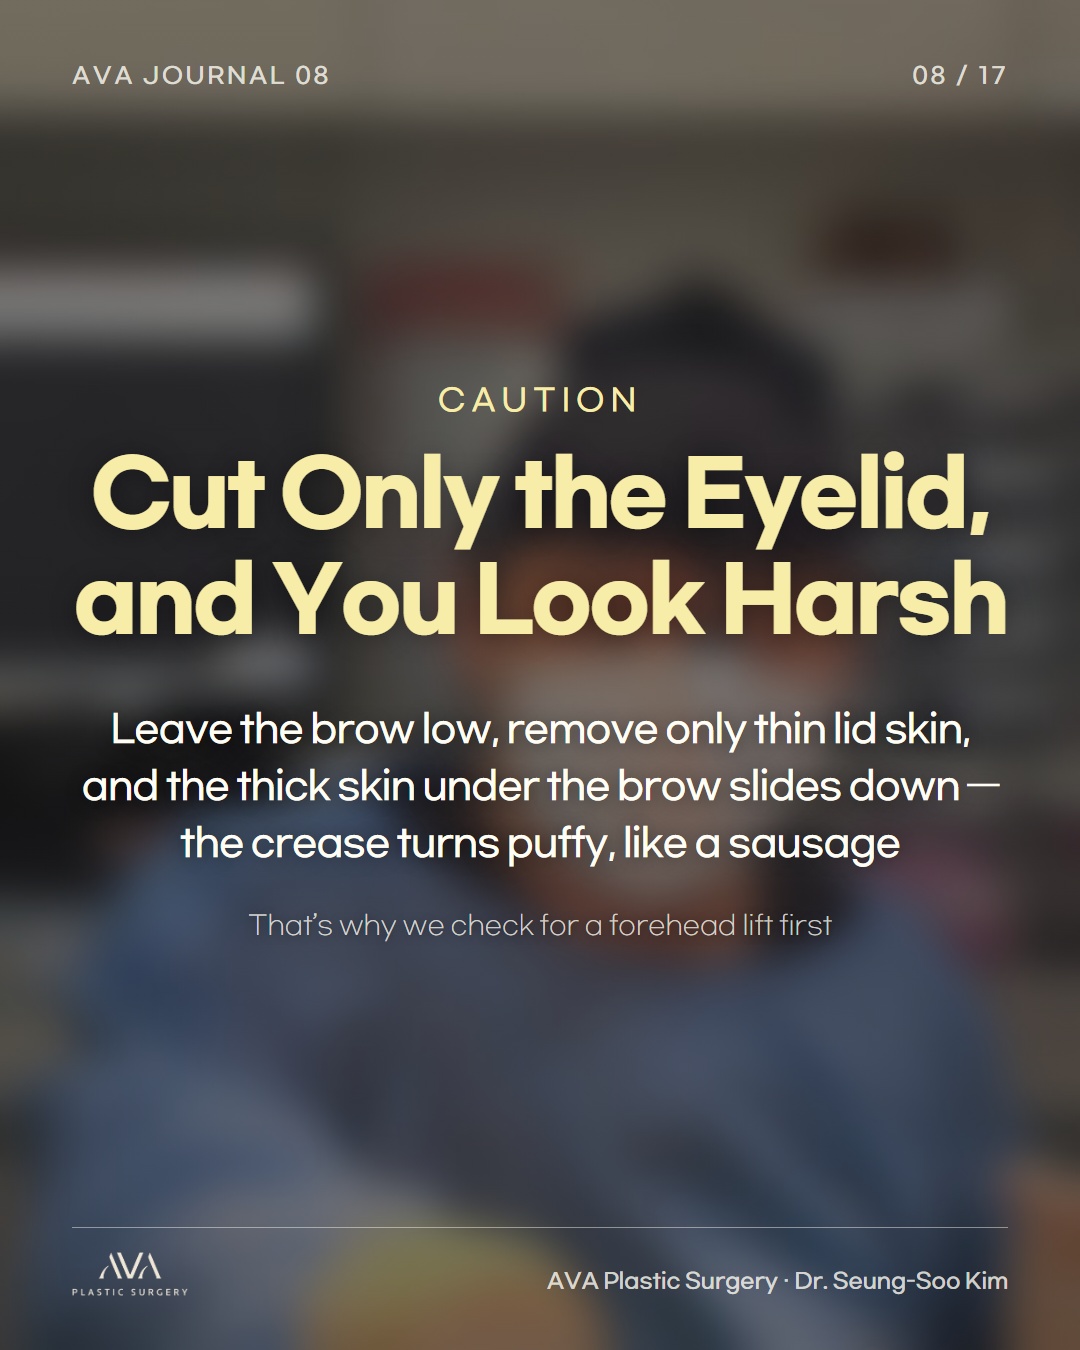 AVA JOURNAL 08
08 / 17
CAUTION
Cut Only the Eyelid,
and You Look Harsh
Leave the brow low, remove only thin lid skin,
and the thick skin under the brow slides down —
the crease turns puffy, like a sausage
That’s why we check for a forehead lift first
AVA
PLASTIC SURGERY
AVA Plastic Surgery · Dr. Seung-Soo Kim